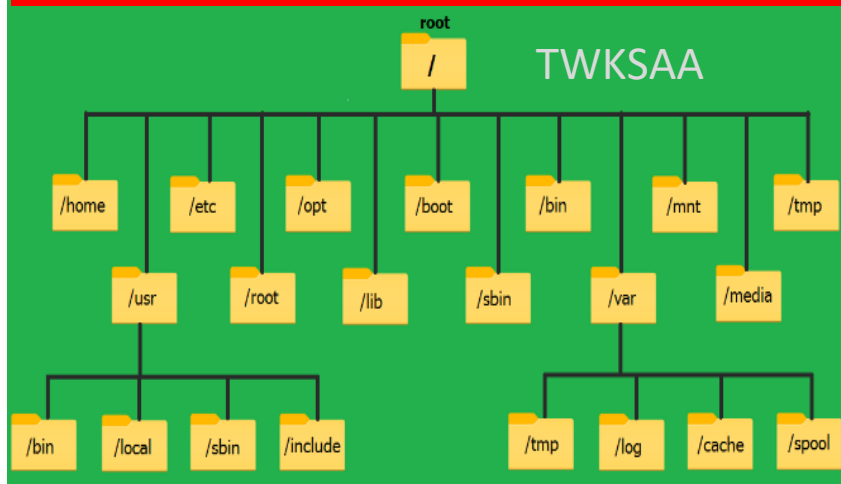 root
/
TWKSAA
/home
/etc
/opt
/boot
/bin
/mnt
/tmp
/usr
/root
/lib
/sbin
/var
/media
/bin
/local
/sbin
/include
/tmp
/log
/cache
/spool